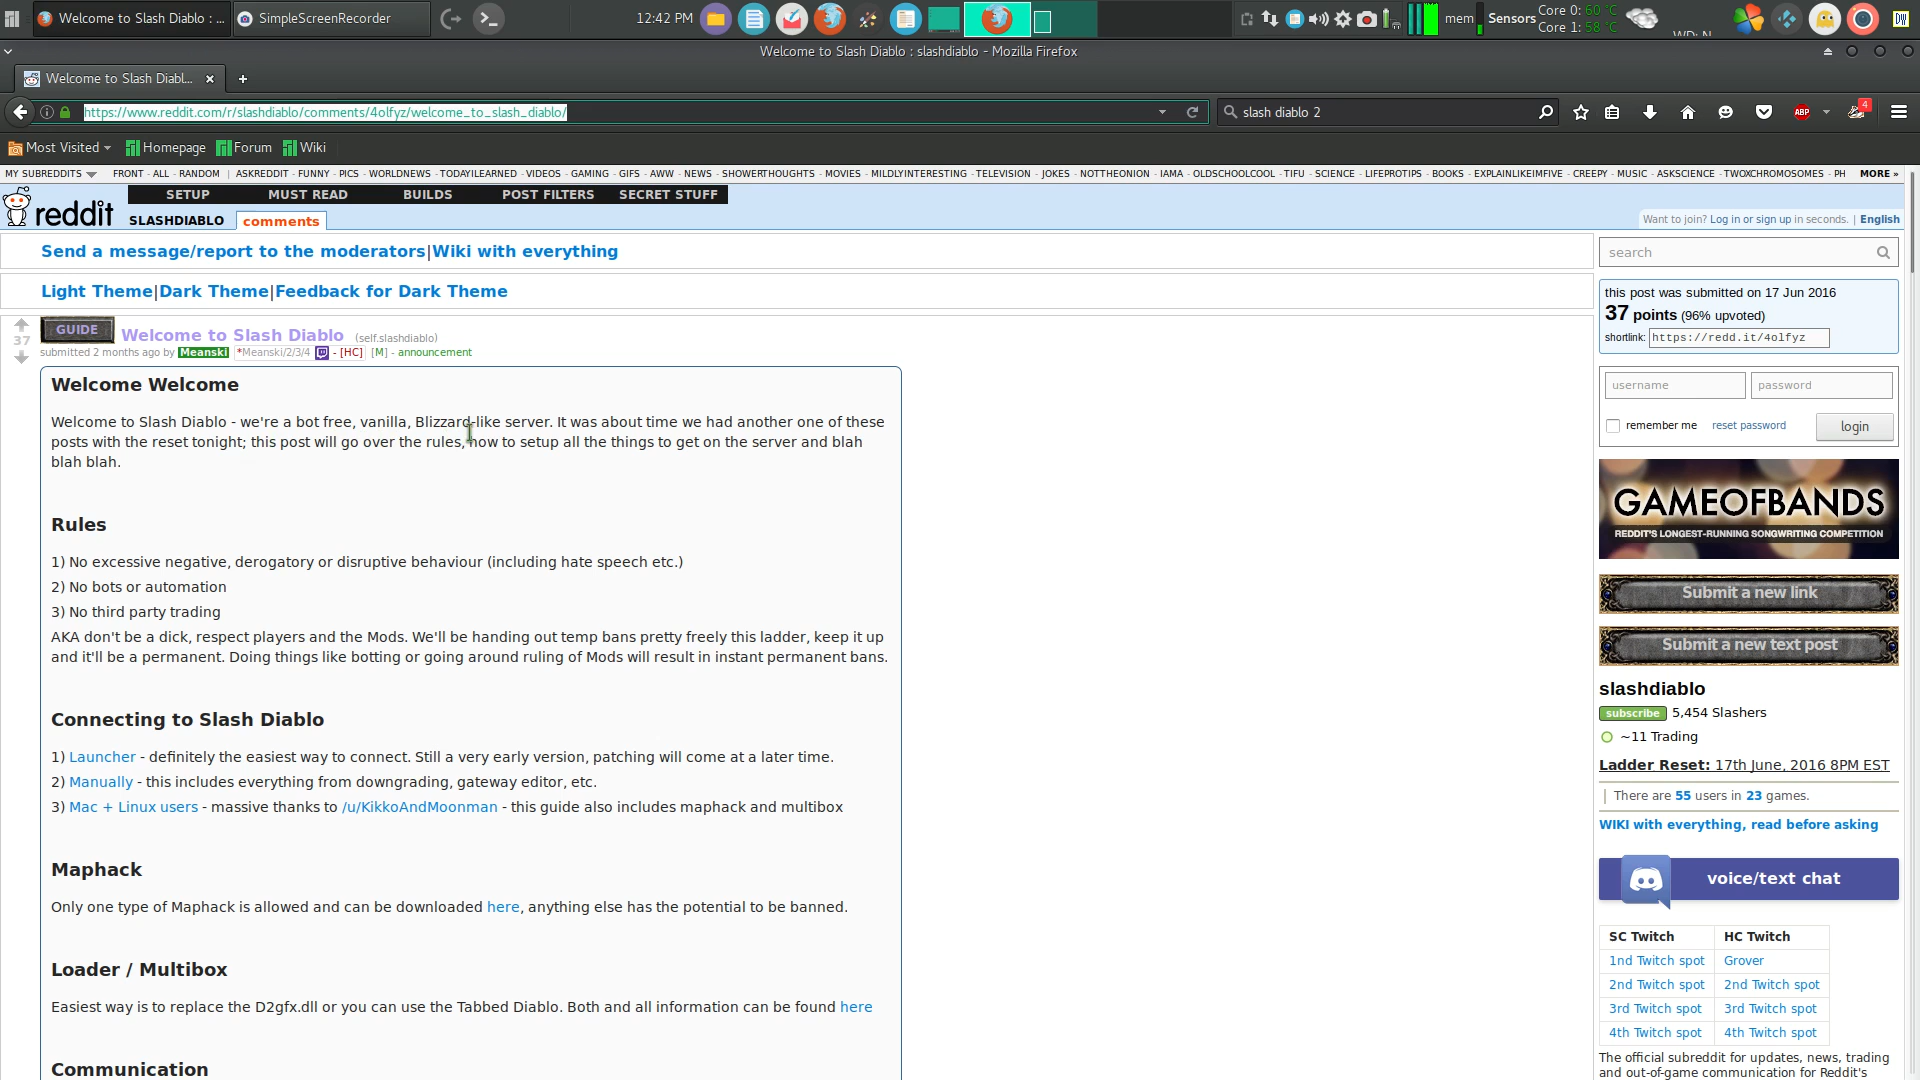 Welcome to Slash Diablo : ...
SimpleScreenRecorder
12:42 PM
mem
Sensors
Core 0: 60 °C
Core 1: 58 °C
DW
Welcome to Slash Diablo : slashdiablo - Mozilla Firefox
Welcome to Slash Diabl...
https://www.reddit.com/r/slashdiablo/comments/4olfyz/welcome_to_slash_diablo/
slash diablo 2
ABP
4
Most Visited
Homepage
Forum
Wiki
MY SUBREDDITS FRONT - ALL - RANDOM | ASKREDDIT - FUNNY - PICS - WORLDNEWS - TODAYILEARNED - VIDEOS - GAMING - GIFS - AWW - NEWS - SHOWERTHOUGHTS - MOVIES - MILDLYINTERESTING - TELEVISION - JOKES - NOTTHEONION - IAMA - OLDSCHOOLCOOL - TIFU - SCIENCE - LIFEPROTIPS - BOOKS - EXPLAINLIKEIMFIVE - CREEPY - MUSIC - ASKSCIENCE - TWOXCHROMOSOMES - PH MORE »
SETUP MUST READ BUILDS POST FILTERS SECRET STUFF
reddit SLASHDIABLO comments
Want to join? Log in or sign up in seconds. | English
Send a message/report to the moderators|Wiki with everything
Light Theme|Dark Theme|Feedback for Dark Theme
37
GUIDE Welcome to Slash Diablo (self.slashdiablo)
submitted 2 months ago by Meanski *Meanski/2/3/4 - [HC] [M] - announcement
Welcome Welcome
Welcome to Slash Diablo - we're a bot free, vanilla, Blizzard-like server. It was about time we had another one of these
posts with the reset tonight; this post will go over the rules, how to setup all the things to get on the server and blah
blah blah.
Rules
1) No excessive negative, derogatory or disruptive behaviour (including hate speech etc.)
2) No bots or automation
3) No third party trading
AKA don't be a dick, respect players and the Mods. We'll be handing out temp bans pretty freely this ladder, keep it up
and it'll be a permanent. Doing things like botting or going around ruling of Mods will result in instant permanent bans.
Connecting to Slash Diablo
1) Launcher - definitely the easiest way to connect. Still a very early version, patching will come at a later time.
2) Manually - this includes everything from downgrading, gateway editor, etc.
3) Mac + Linux users - massive thanks to /u/KikkoAndMoonman - this guide also includes maphack and multibox
Maphack
Only one type of Maphack is allowed and can be downloaded here, anything else has the potential to be banned.
Loader / Multibox
Easiest way is to replace the D2gfx.dll or you can use the Tabbed Diablo. Both and all information can be found here
Communication
search
this post was submitted on 17 Jun 2016
37 points (96% upvoted)
shortlink: https://redd.it/4olfyz
username
password
remember me
reset password
login
GAMEOFBANDS
REDDIT'S LONGEST-RUNNING SONGWRITING COMPETITION
Submit a new link
Submit a new text post
slashdiablo
subscribe 5,454 Slashers
~11 Trading
Ladder Reset: 17th June, 2016 8PM EST
There are 55 users in 23 games.
WIKI with everything, read before asking
voice/text chat
SC Twitch HC Twitch
1nd Twitch spot Grover
2nd Twitch spot 2nd Twitch spot
3rd Twitch spot 3rd Twitch spot
4th Twitch spot 4th Twitch spot
The official subreddit for updates, news, trading
and out-of-game communication for Reddit's